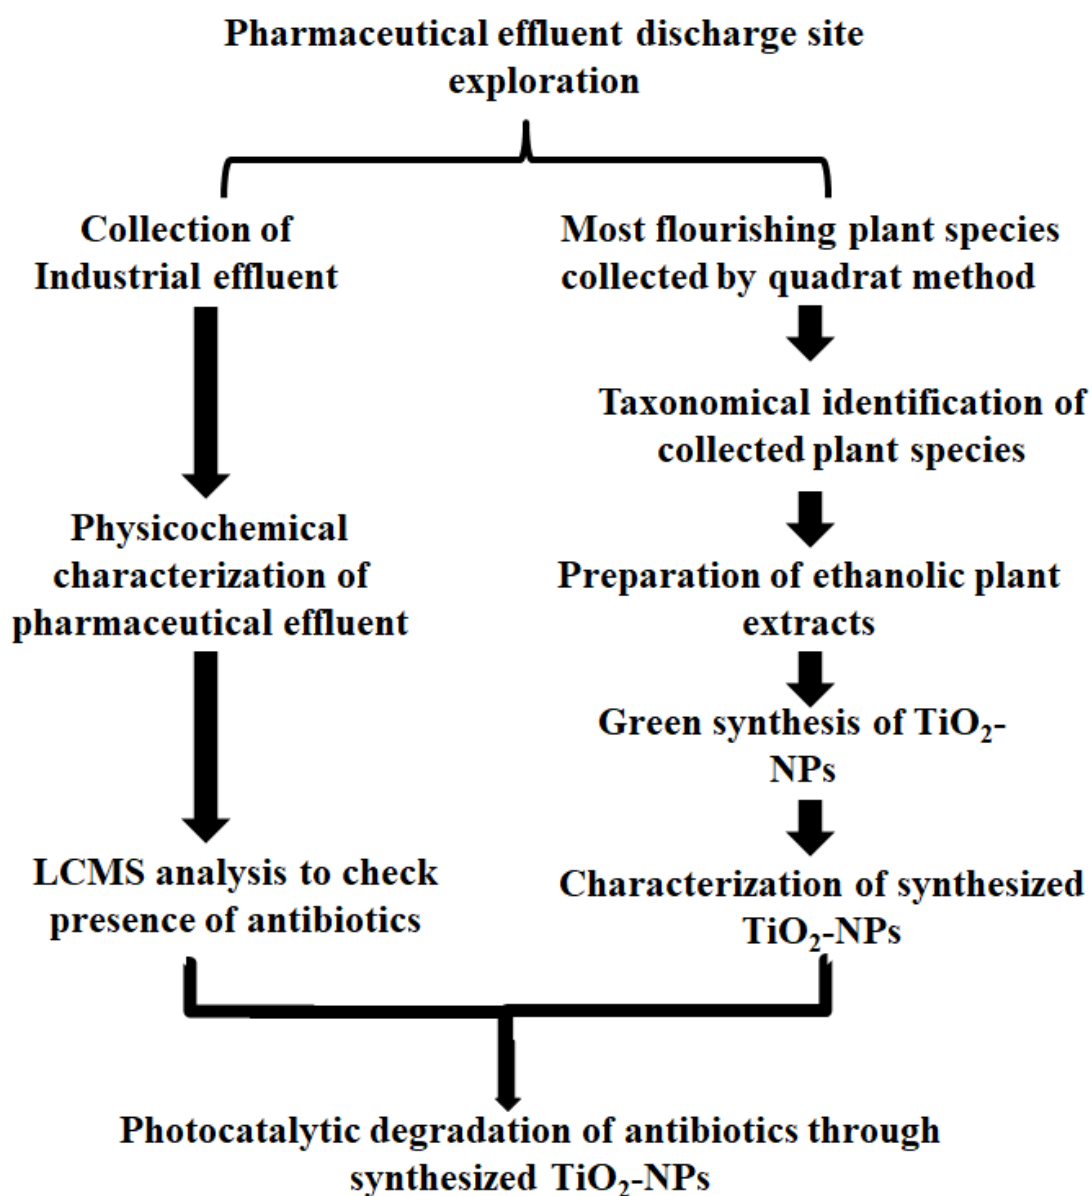 Pharmaceutical effluent discharge site
exploration
Collection of
Industrial effluent
Physicochemical
characterization of
pharmaceutical effluent
LCMS analysis to check
presence of antibiotics
Most flourishing plant species
collected by quadrat method
Taxonomical identification of
collected plant species
Preparation of ethanolic plant
extracts
Green synthesis of TiO₂-
NPs
Characterization of synthesized
TiO₂-NPs
Photocatalytic degradation of antibiotics through
synthesized TiO₂-NPs